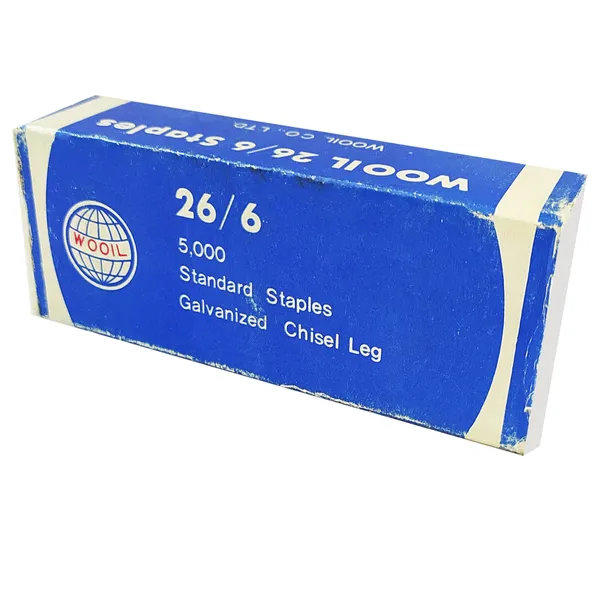 WOOIL CO., LTD.
WOOIL 26/6 Staples
WOOIL
26/6
5,000
Standard Staples
Galvanized Chisel Leg